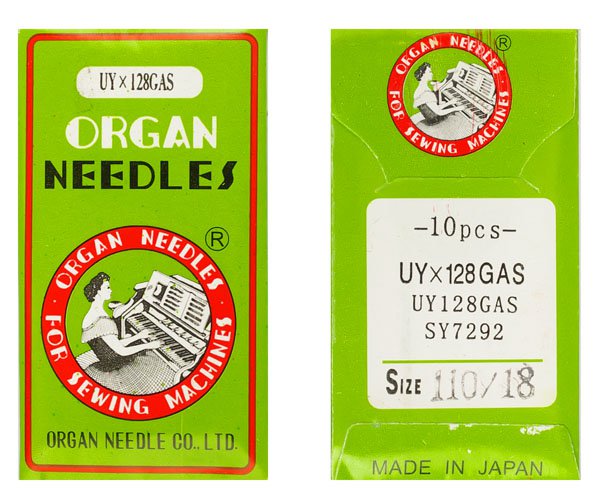 UY×128GAS
ORGAN
NEEDLES
ORGAN NEEDLES
®
· FOR SEWING MACHINES ·
ORGAN NEEDLE CO., LTD.
ORGAN NEEDLES
®
· FOR SEWING MACHINES ·
-10pcs-
UY×128GAS
UY128GAS
SY7292
SIZE 110/18
MADE IN JAPAN